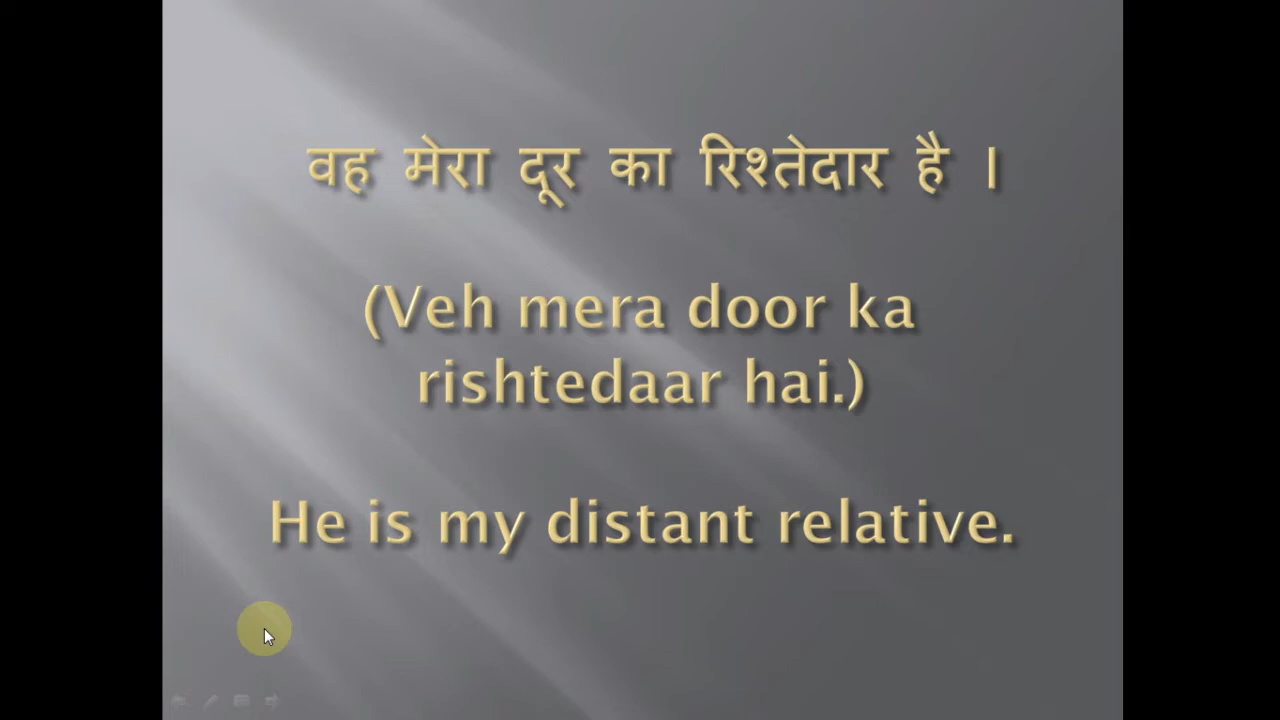 वह मेरा दूर का रिश्तेदार है ।
(Veh mera door ka
rishtedaar hai.)
He is my distant relative.